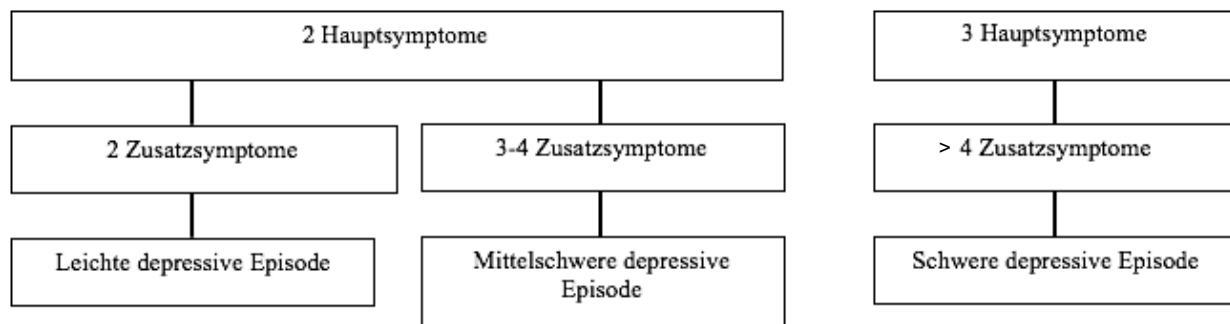 2 Hauptsymptome
3 Hauptsymptome
2 Zusatzsymptome
3-4 Zusatzsymptome
> 4 Zusatzsymptome
Leichte depressive Episode
Mittelschwere depressive
Episode
Schwere depressive Episode